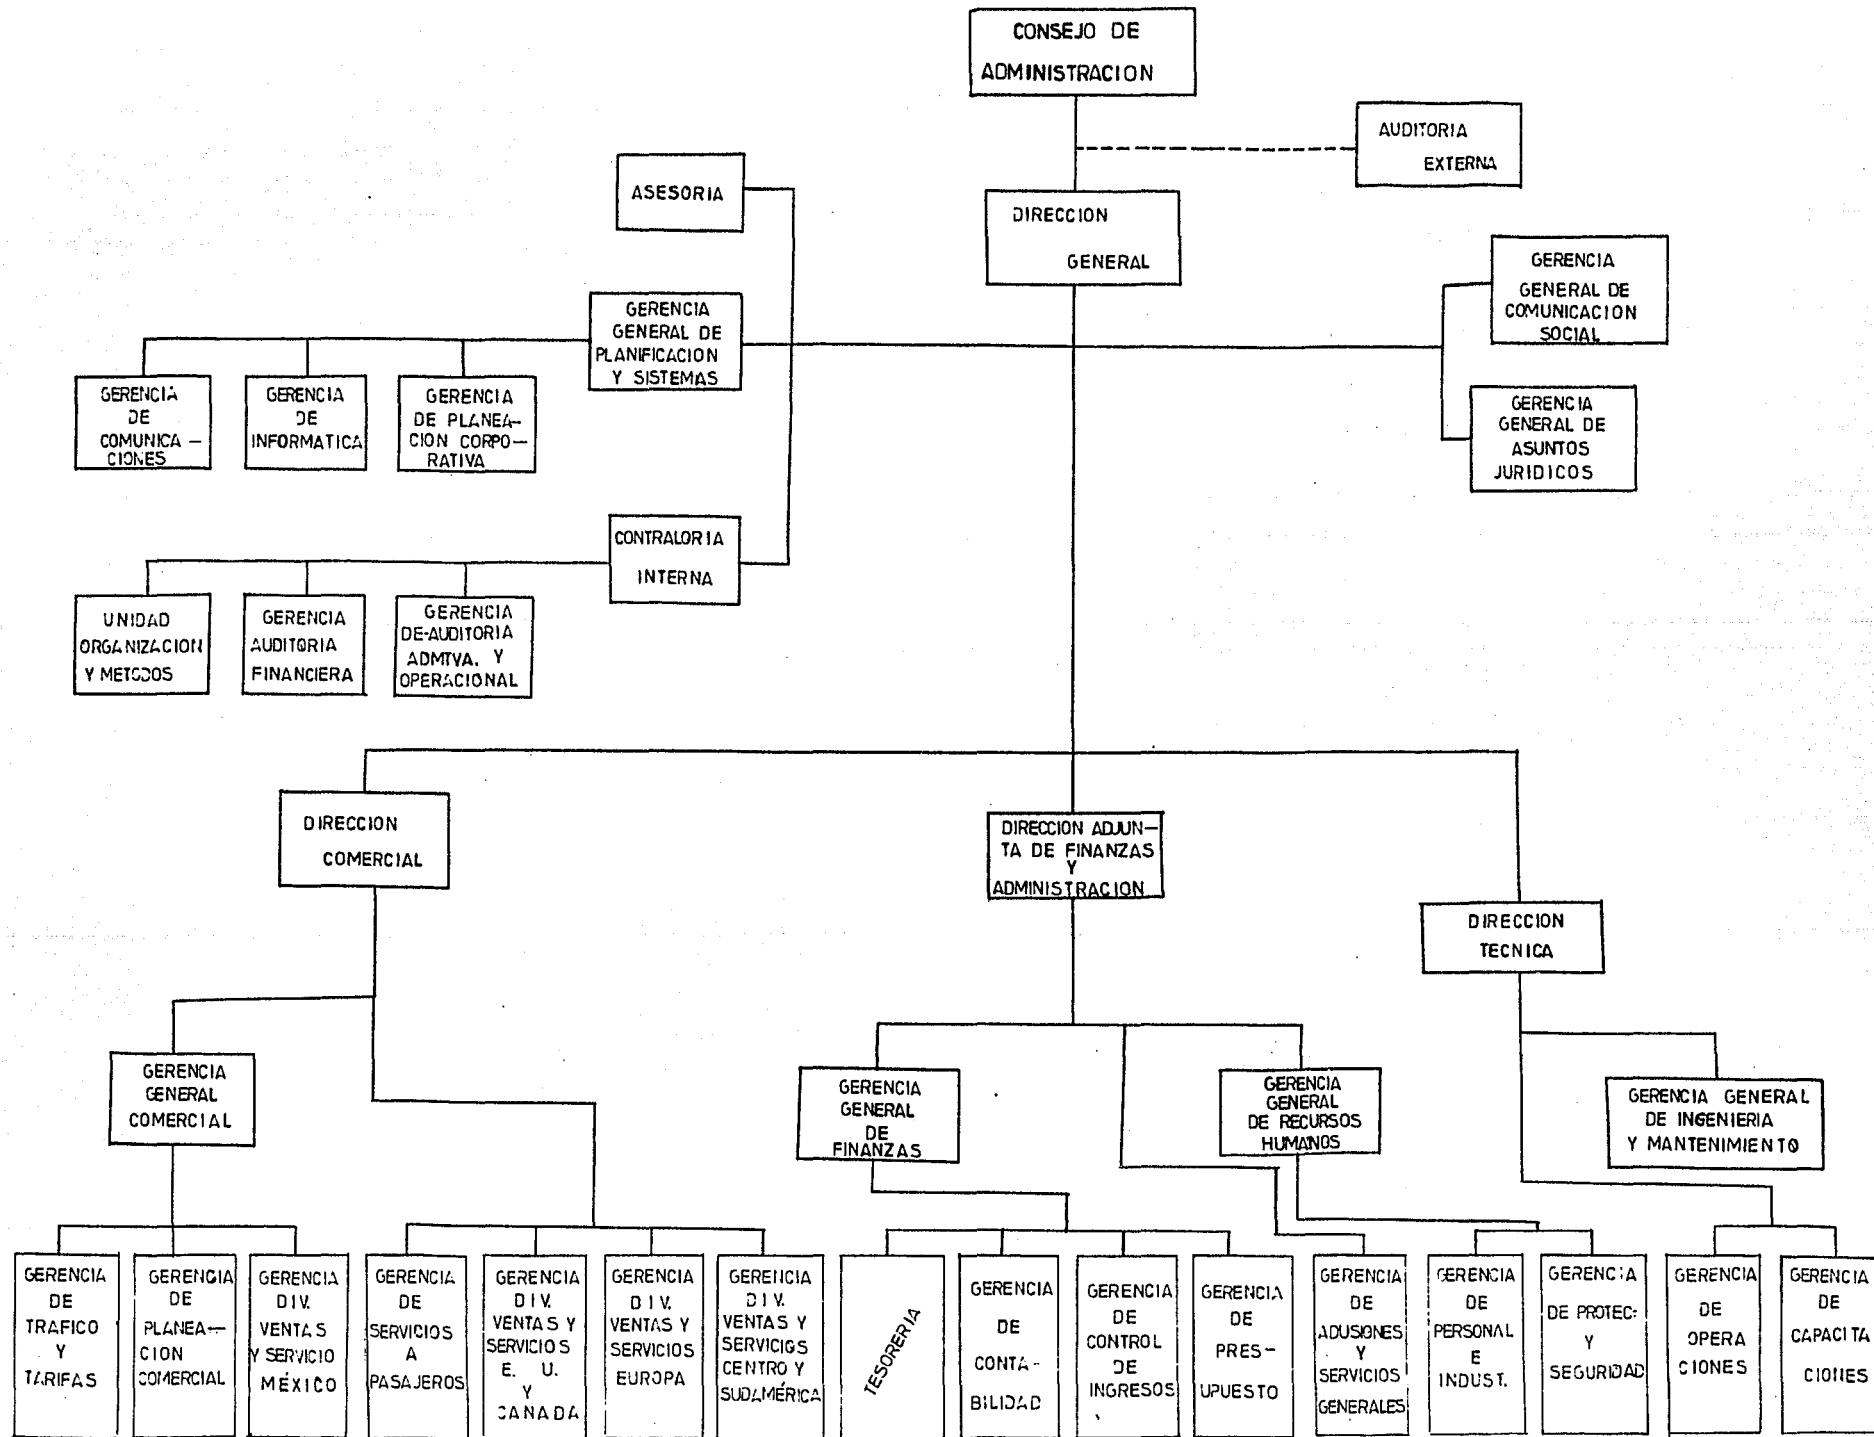 CONSEJO DE
ADMINISTRACION
AUDITORIA
EXTERNA
ASESORIA
DIRECCION
GENERAL
GERENCIA
GENERAL DE
COMUNICACION
SOCIAL
GERENCIA
GENERAL DE
PLANIFICACION
Y SISTEMAS
GERENCIA
DE
COMUNICA —
CIONES
GERENCIA
DE
INFORMATICA
GERENCIA
DE PLANEA—
CION CORPO—
RATIVA
GERENCIA
GENERAL DE
ASUNTOS
JURIDICOS
CONTRALORIA
INTERNA
UNIDAD
ORGANIZACION
Y METODOS
GERENCIA
AUDITORIA
FINANCIERA
GERENCIA
DE-AUDITORIA
ADMTVA. Y
OPERACIONAL
DIRECCION
COMERCIAL
DIRECCION ADJUN—
TA DE FINANZAS
Y
ADMINISTRACION
DIRECCION
TECNICA
GERENCIA
GENERAL
COMERCIAL
GERENCIA
GENERAL
DE
FINANZAS
GERENCIA
GENERAL
DE RECURSOS
HUMANOS
GERENCIA GENERAL
DE INGENIERIA
Y MANTENIMIENTO
GERENCIA
DE
TRAFICO
Y
TARIFAS
GERENCIA
DE
PLANEA—
CION
COMERCIAL
GERENCIA
DIV.
VENTAS
Y SERVICIO
MÉXICO
GERENCIA
DE
SERVICIOS
A
PASAJEROS
GERENCIA
DIV.
VENTAS Y
SERVICIOS
E. U.
Y
CANADA
GERENCIA
DIV.
VENTAS Y
SERVICIOS
EUROPA
GERENCIA
DIV.
VENTAS Y
SERVICIOS
CENTRO Y
SUDAMÉRICA
TESORERIA
GERENCIA
DE
CONTA-
BILIDAD
GERENCIA
DE
CONTROL
DE
INGRESOS
GERENCIA
DE
PRES-
UPUESTO
GERENCIA
DE
ADUSIONES
Y
SERVICIOS
GENERALES
GERENCIA
DE
PERSONAL
E
INDUST.
GERENCIA
DE PROTEC:
Y
SEGURIDAD
GERENCIA
DE
OPERA
CIONES
GERENCIA
DE
CAPACITA
CIONES